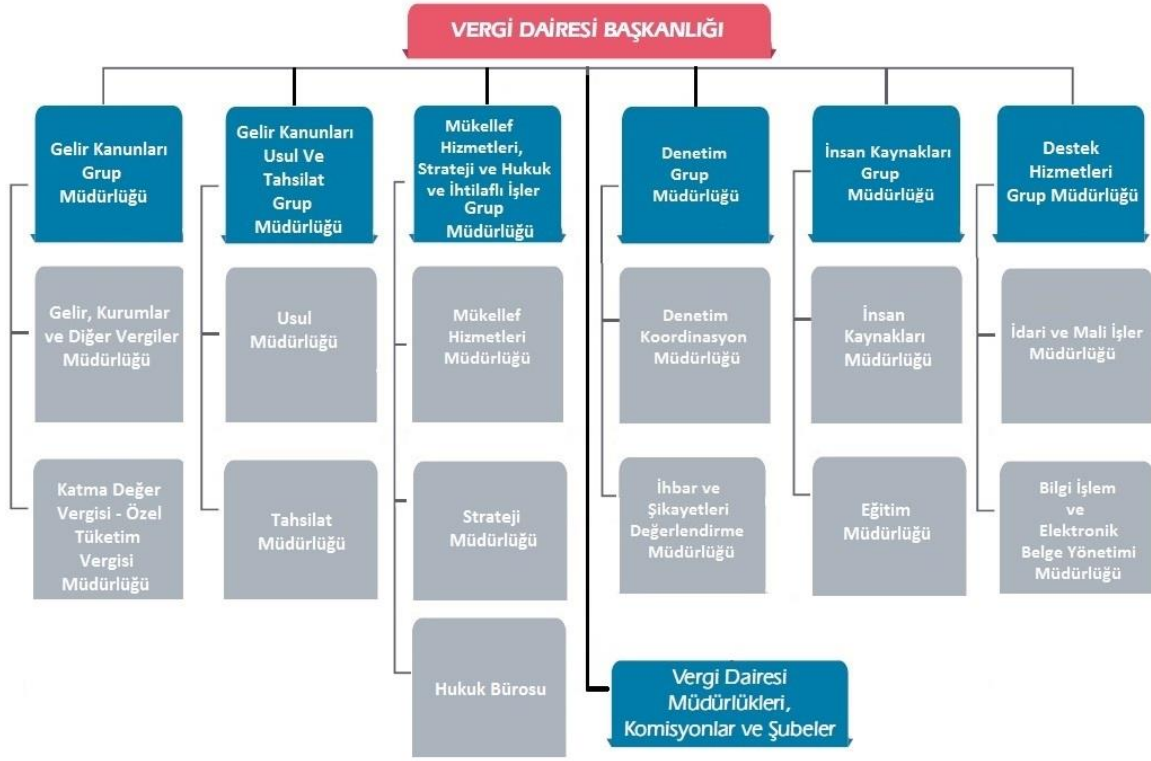 VERGİ DAİRESİ BAŞKANLIĞI
Gelir Kanunları
Grup
Müdürlüğü
Gelir Kanunları
Usul Ve
Tahsilat
Grup
Müdürlüğü
Mükellef
Hizmetleri,
Strateji ve Hukuk
ve İhtilaflı İşler
Grup
Müdürlüğü
Denetim
Grup
Müdürlüğü
İnsan Kaynakları
Grup
Müdürlüğü
Destek
Hizmetleri
Grup Müdürlüğü
Gelir, Kurumlar
ve Diğer Vergiler
Müdürlüğü
Usul
Müdürlüğü
Mükellef
Hizmetleri
Müdürlüğü
Denetim
Koordinasyon
Müdürlüğü
İnsan
Kaynakları
Müdürlüğü
İdari ve Mali İşler
Müdürlüğü
Katma Değer
Vergisi - Özel
Tüketim
Vergisi
Müdürlüğü
Tahsilat
Müdürlüğü
Strateji
Müdürlüğü
İhbar ve
Şikayetleri
Değerlendirme
Müdürlüğü
Eğitim
Müdürlüğü
Bilgi İşlem
ve
Elektronik
Belge Yönetimi
Müdürlüğü
Hukuk Bürosu
Vergi Dairesi
Müdürlükleri,
Komisyonlar ve Şubeler